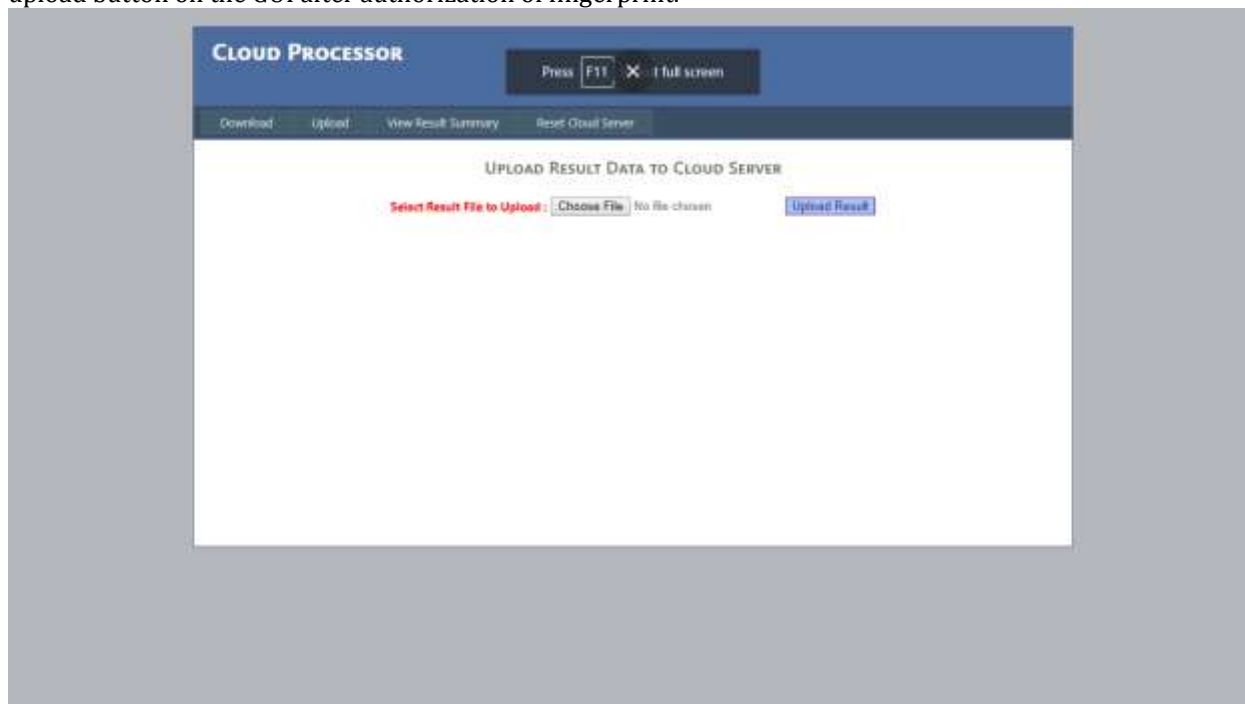 upload button on the GUI after authorization of fingerprint.
CLOUD PROCESSOR
Press F11 X t full screen
Download Upload View Result Summary Reset Cloud Server
UPLOAD RESULT DATA TO CLOUD SERVER
Select Result File to Upload : Choose File No file chosen Upload Result